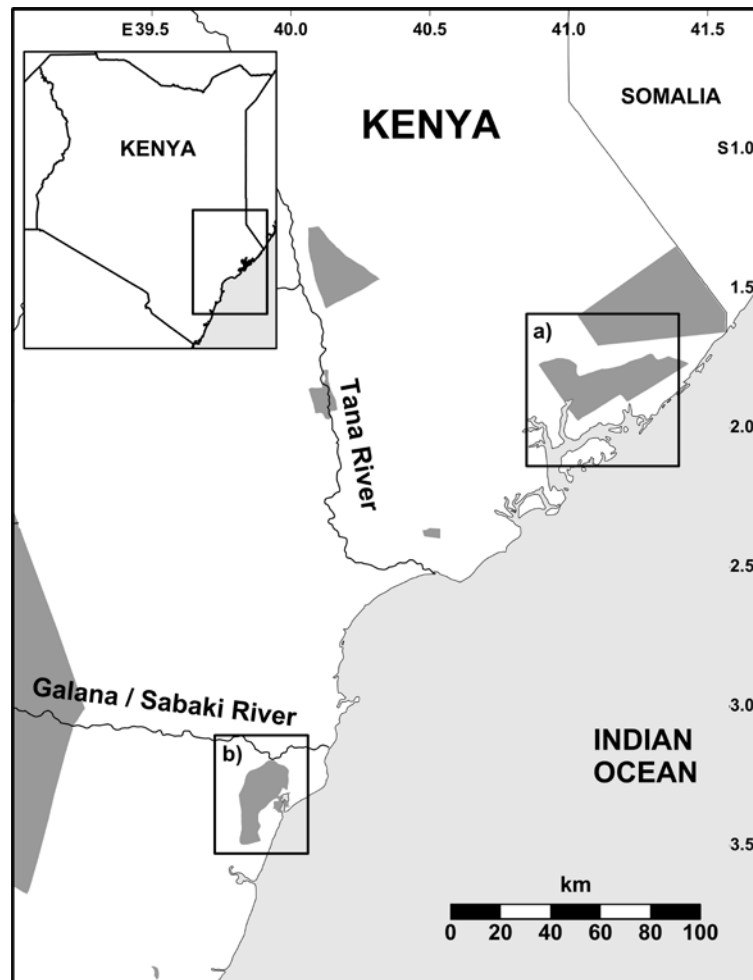 E39.5 40.0 40.5 41.0 41.5
SOMALIA
KENYA
S1.0
KENYA
1.5
a)
Tana River
2.0
2.5
Galana / Sabaki River
3.0
INDIAN
OCEAN
b)
3.5
km
0 20 40 60 80 100